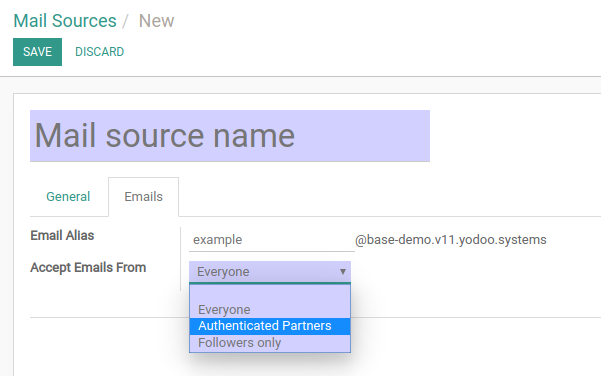 Mail Sources / New
SAVE DISCARD
Mail source name
General Emails
Email Alias example @base-demo.v11.yodoo.systems
Accept Emails From Everyone
Everyone
Authenticated Partners
Followers only